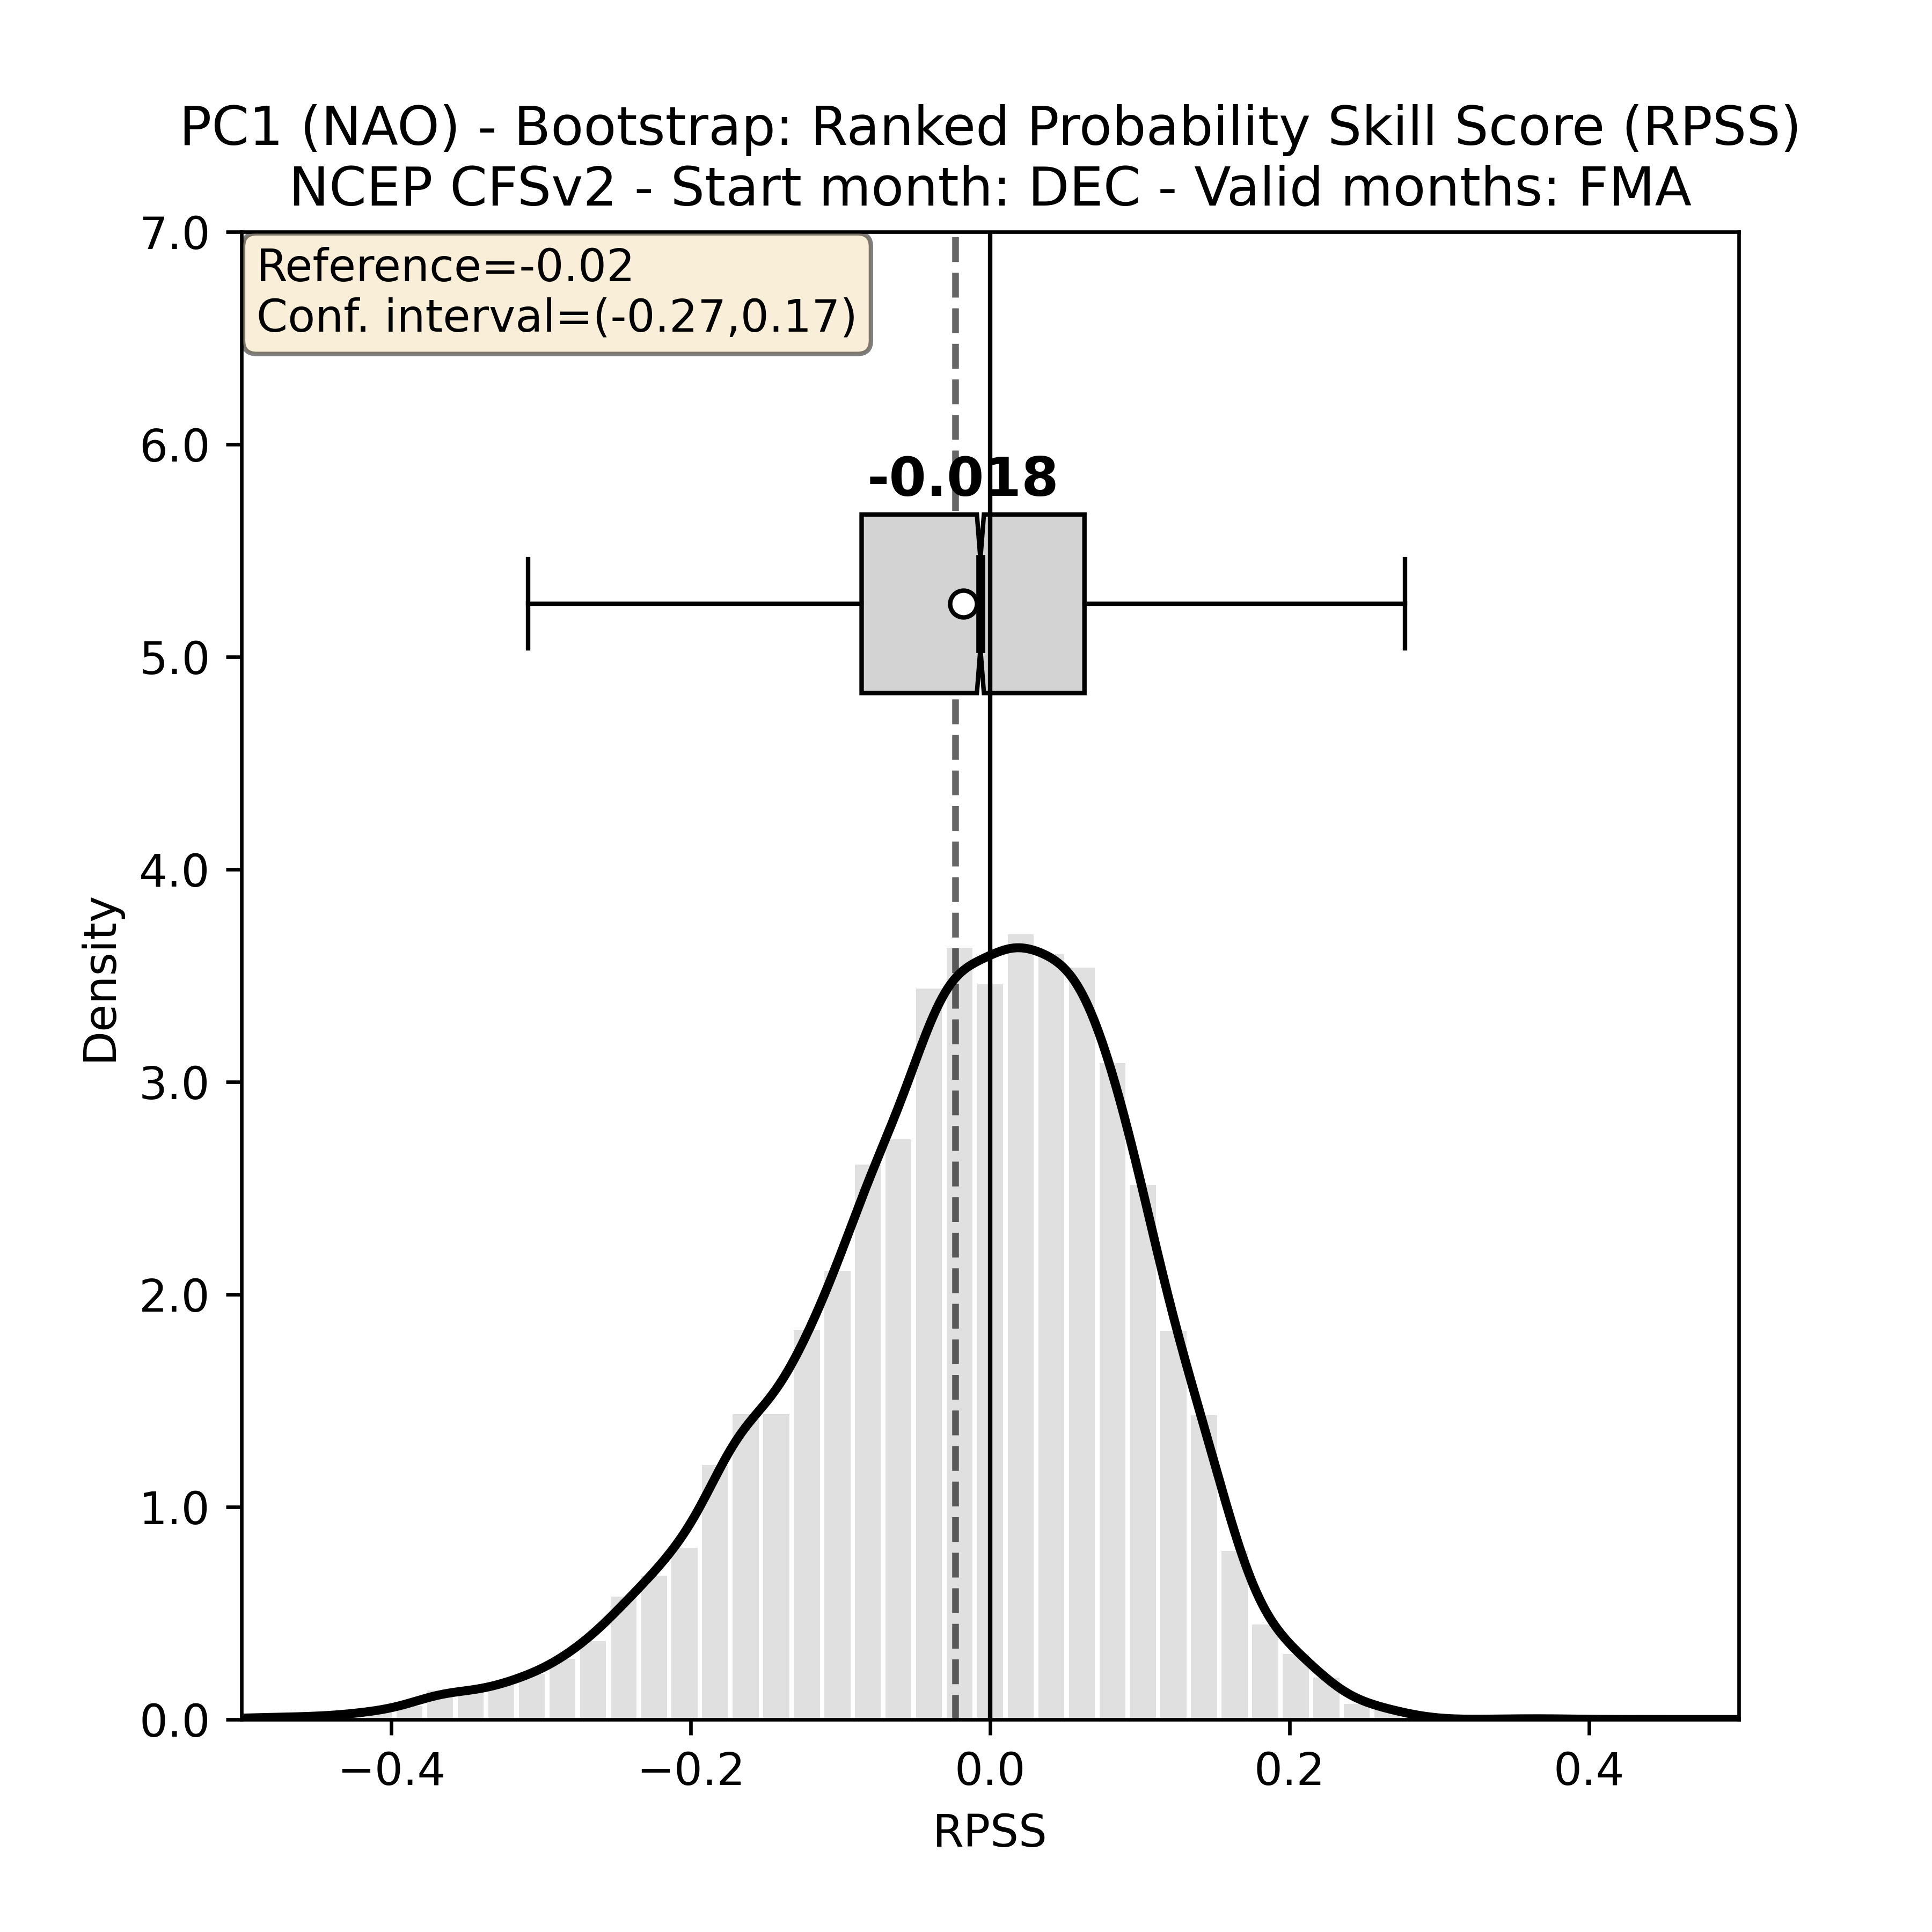 PC1 (NAO) - Bootstrap: Ranked Probability Skill Score (RPSS)
NCEP CFSv2 - Start month: DEC - Valid months: FMA
Reference=-0.02
Conf. interval=(-0.27,0.17)
-0.018
7.0
6.0
5.0
4.0
3.0
2.0
1.0
0.0
Density
−0.4
−0.2
0.0
0.2
0.4
RPSS